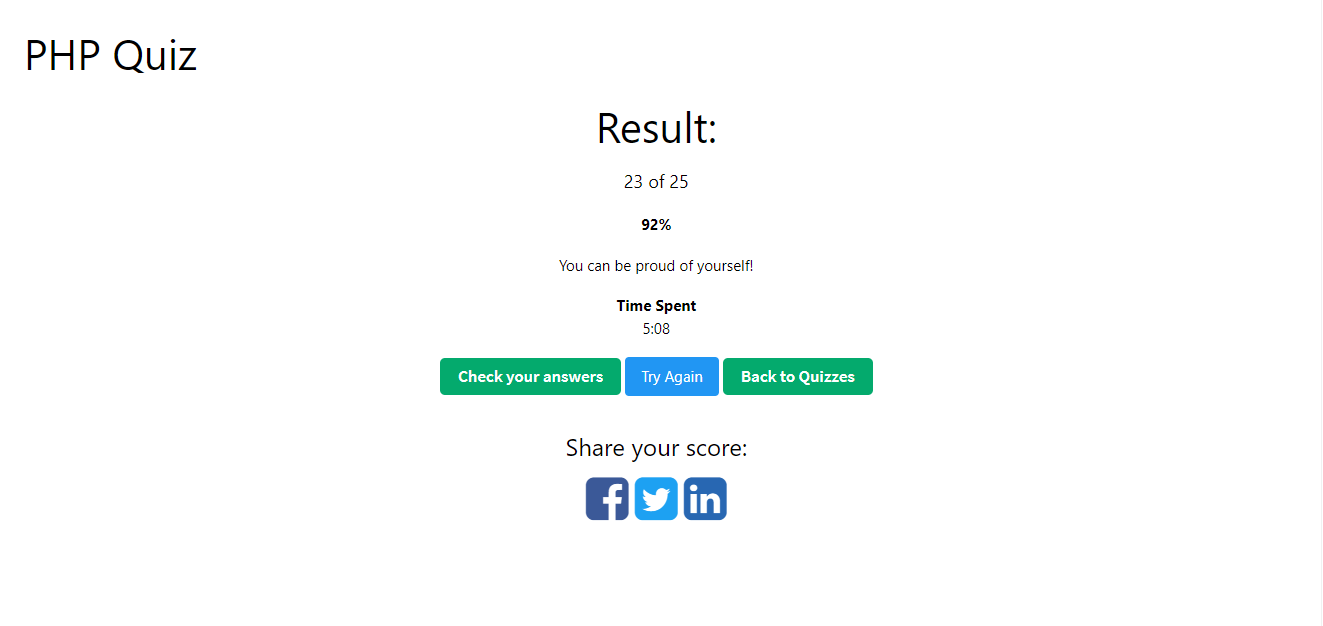 PHP Quiz
Result:
23 of 25
92%
You can be proud of yourself!
Time Spent
5:08
Check your answers Try Again Back to Quizzes
Share your score:
f in